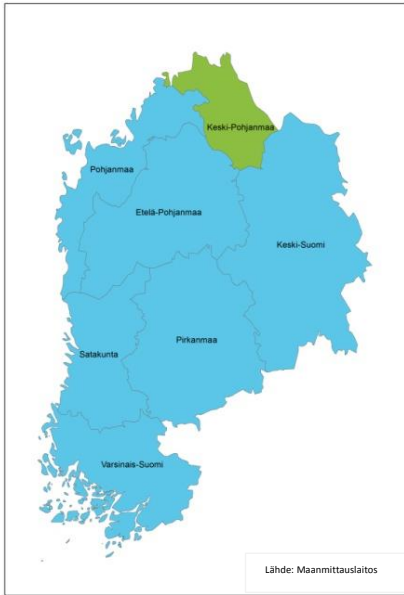 Keski-Pohjanmaa
Pohjanmaa
Etelä-Pohjanmaa
Keski-Suomi
Pirkanmaa
Satakunta
Varsinais-Suomi
Lähde: Maanmittauslaitos